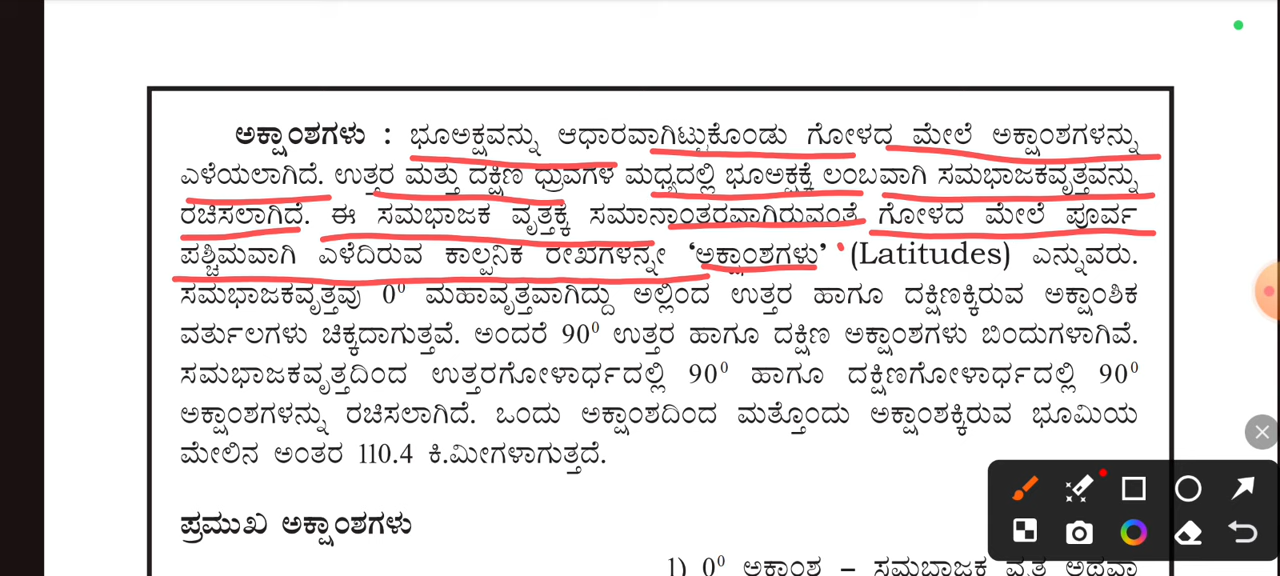 ಅಕ್ಷಾಂಶಗಳು : ಭೂಅಕ್ಷವನ್ನು ಆಧಾರವಾಗಿಟ್ಟುಕೊಂಡು ಗೋಳದ ಮೇಲೆ ಅಕ್ಷಾಂಶಗಳನ್ನು
ಎಳೆಯಲಾಗಿದೆ. ಉತ್ತರ ಮತ್ತು ದಕ್ಷಿಣ ಧ್ರುವಗಳ ಮಧ್ಯದಲ್ಲಿ ಭೂಅಕ್ಷಕ್ಕೆ ಲಂಬವಾಗಿ ಸಮಭಾಜಕವೃತ್ತವನ್ನು
ರಚಿಸಲಾಗಿದೆ. ಈ ಸಮಭಾಜಕ ವೃತ್ತಕ್ಕೆ ಸಮಾನಾಂತರವಾಗಿರುವಂತೆ ಗೋಳದ ಮೇಲೆ ಪೂರ್ವ
ಪಶ್ಚಿಮವಾಗಿ ಎಳೆದಿರುವ ಕಾಲ್ಪನಿಕ ರೇಖೆಗಳನ್ನೇ ‘ಅಕ್ಷಾಂಶಗಳು’ (Latitudes) ಎನ್ನುವರು.
ಸಮಭಾಜಕವೃತ್ತವು 0⁰ ಮಹಾವೃತ್ತವಾಗಿದ್ದು ಅಲ್ಲಿಂದ ಉತ್ತರ ಹಾಗೂ ದಕ್ಷಿಣಕ್ಕಿರುವ ಅಕ್ಷಾಂಶಿಕ
ವರ್ತುಲಗಳು ಚಿಕ್ಕದಾಗುತ್ತವೆ. ಅಂದರೆ 90⁰ ಉತ್ತರ ಹಾಗೂ ದಕ್ಷಿಣ ಅಕ್ಷಾಂಶಗಳು ಬಿಂದುಗಳಾಗಿವೆ.
ಸಮಭಾಜಕವೃತ್ತದಿಂದ ಉತ್ತರಗೋಳಾರ್ಧದಲ್ಲಿ 90⁰ ಹಾಗೂ ದಕ್ಷಿಣಗೋಳಾರ್ಧದಲ್ಲಿ 90⁰
ಅಕ್ಷಾಂಶಗಳನ್ನು ರಚಿಸಲಾಗಿದೆ. ಒಂದು ಅಕ್ಷಾಂಶದಿಂದ ಮತ್ತೊಂದು ಅಕ್ಷಾಂಶಕ್ಕಿರುವ ಭೂಮಿಯ
ಮೇಲಿನ ಅಂತರ 110.4 ಕಿ.ಮೀಗಳಾಗುತ್ತದೆ.
ಪ್ರಮುಖ ಅಕ್ಷಾಂಶಗಳು
1) 0⁰ ಅಕ್ಷಾಂಶ – ಸಮಭಾಜಕ ವೃತ್ತ ಅಥವಾ